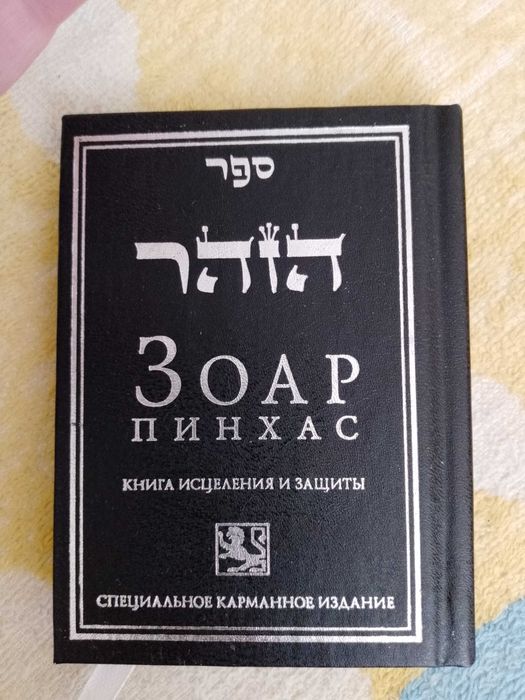 ספר
הזהר
ЗОАР
ПИНХАС
КНИГА ИСЦЕЛЕНИЯ И ЗАЩИТЫ
СПЕЦИАЛЬНОЕ КАРМАННОЕ ИЗДАНИЕ